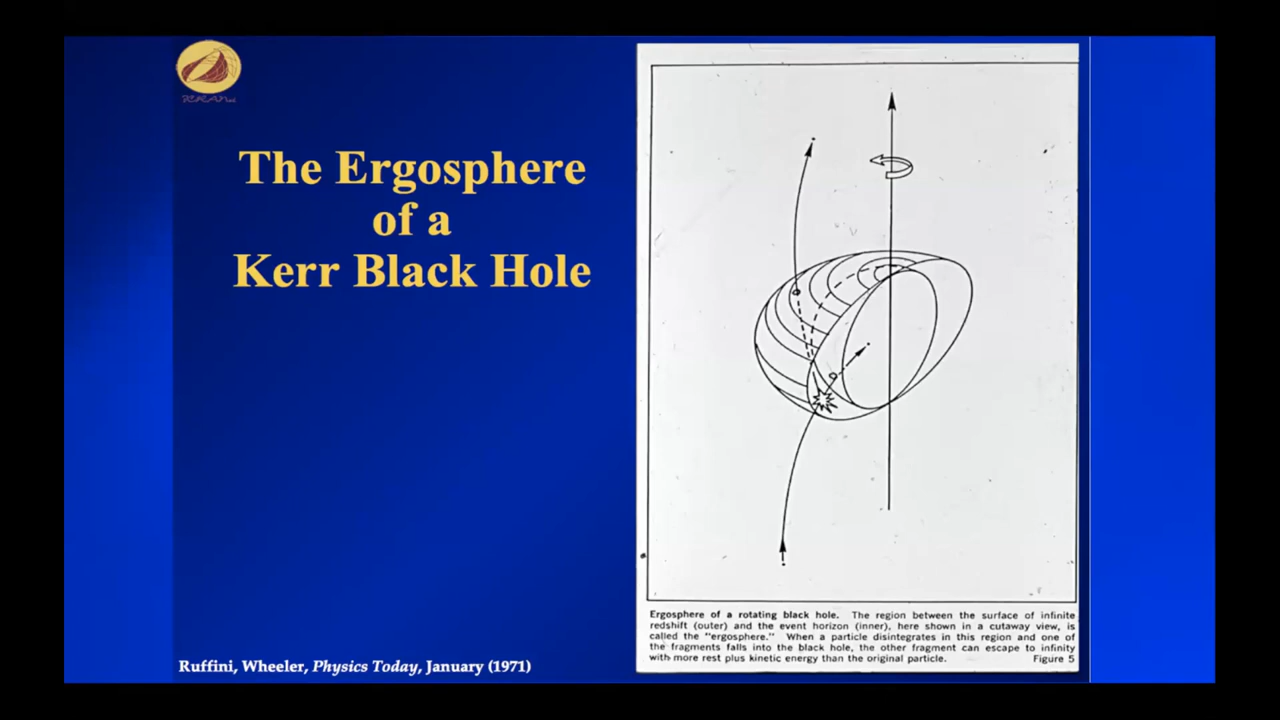 The Ergosphere
of a
Kerr Black Hole
Ergosphere of a rotating black hole. The region between the surface of infinite
redshift (outer) and the event horizon (inner), here shown in a cutaway view, is
called the "ergosphere." When a particle disintegrates in this region and one of
the fragments falls into the black hole, the other fragment can escape to infinity
with more rest plus kinetic energy than the original particle. Figure 5
Ruffini, Wheeler, Physics Today, January (1971)